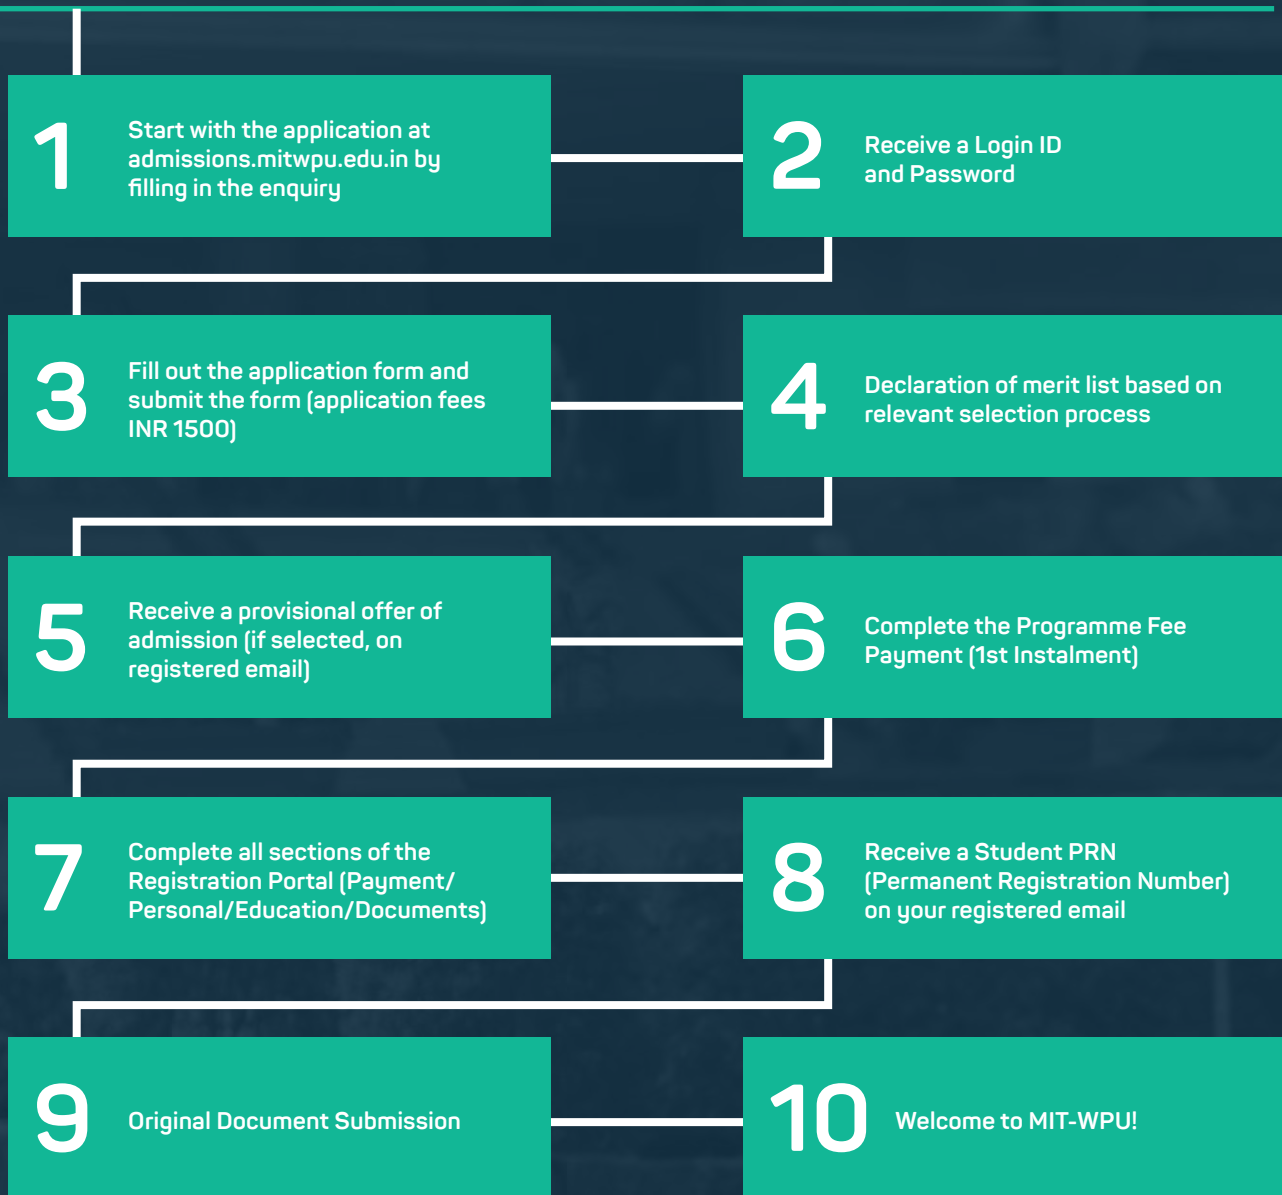 1
Start with the application at
admissions.mitwpu.edu.in by
filling in the enquiry
2
Receive a Login ID
and Password
3
Fill out the application form and
submit the form (application fees
INR 1500)
4
Declaration of merit list based on
relevant selection process
5
Receive a provisional offer of
admission (if selected, on
registered email)
6
Complete the Programme Fee
Payment (1st Instalment)
7
Complete all sections of the
Registration Portal (Payment/
Personal/Education/Documents)
8
Receive a Student PRN
(Permanent Registration Number)
on your registered email
9
Original Document Submission
10
Welcome to MIT-WPU!